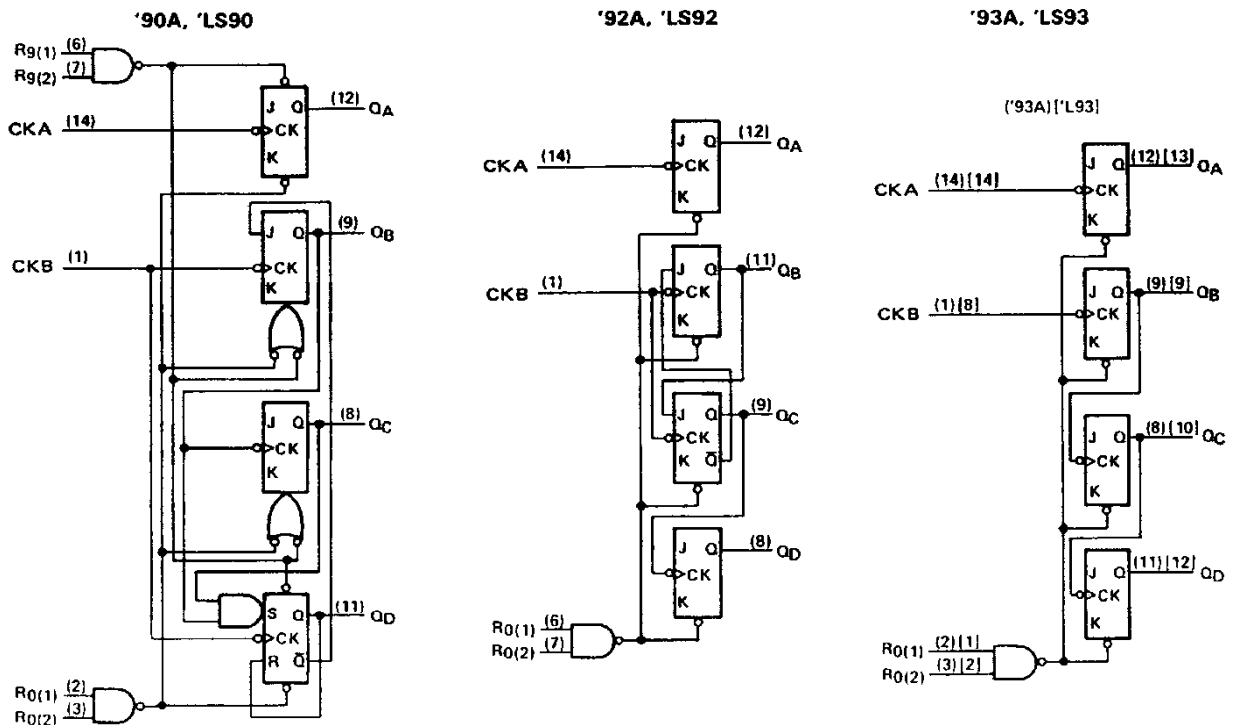 '90A, 'LS90
R9(1) (6)
R9(2) (7)
J Q (12) QA
CKA (14) CK
K
J Q (9) QB
CKB (1) CK
K
J Q (8) QC
CK
K
S Q (11) QD
CK
R Q̄
R0(1) (2)
R0(2) (3)
'92A, 'LS92
J Q (12) QA
CKA (14) CK
K
J Q (11) QB
CKB (1) CK
K
J Q (9) QC
CK
K Q̄
J Q (8) QD
CK
K
R0(1) (6)
R0(2) (7)
'93A, 'LS93
('93A) ['L93]
J Q (12) [13] QA
CKA (14) [14] CK
K
J Q (9) [9] QB
CKB (1) [8] CK
K
J Q (8) [10] QC
CK
K
J Q (11) [12] QD
CK
K
R0(1) (2) [1]
R0(2) (3) [2]